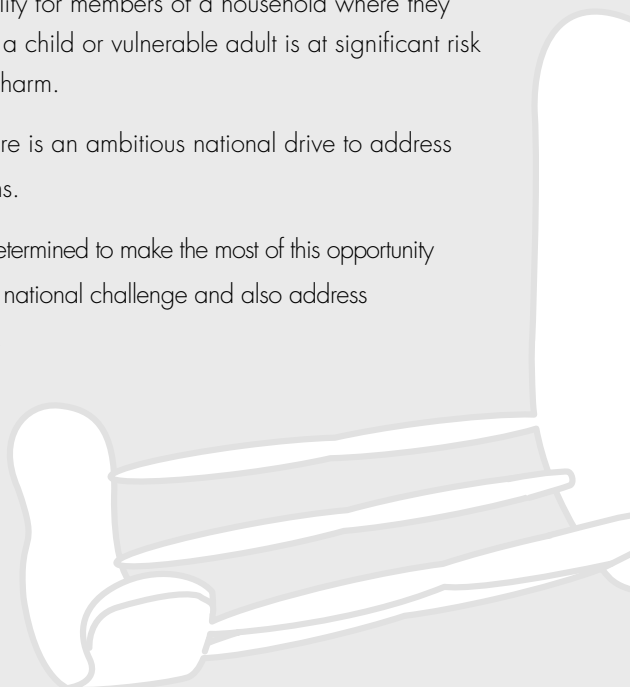 ility for members of a household where they
a child or vulnerable adult is at significant risk
harm.
re is an ambitious national drive to address
ns.
etermined to make the most of this opportunity
national challenge and also address